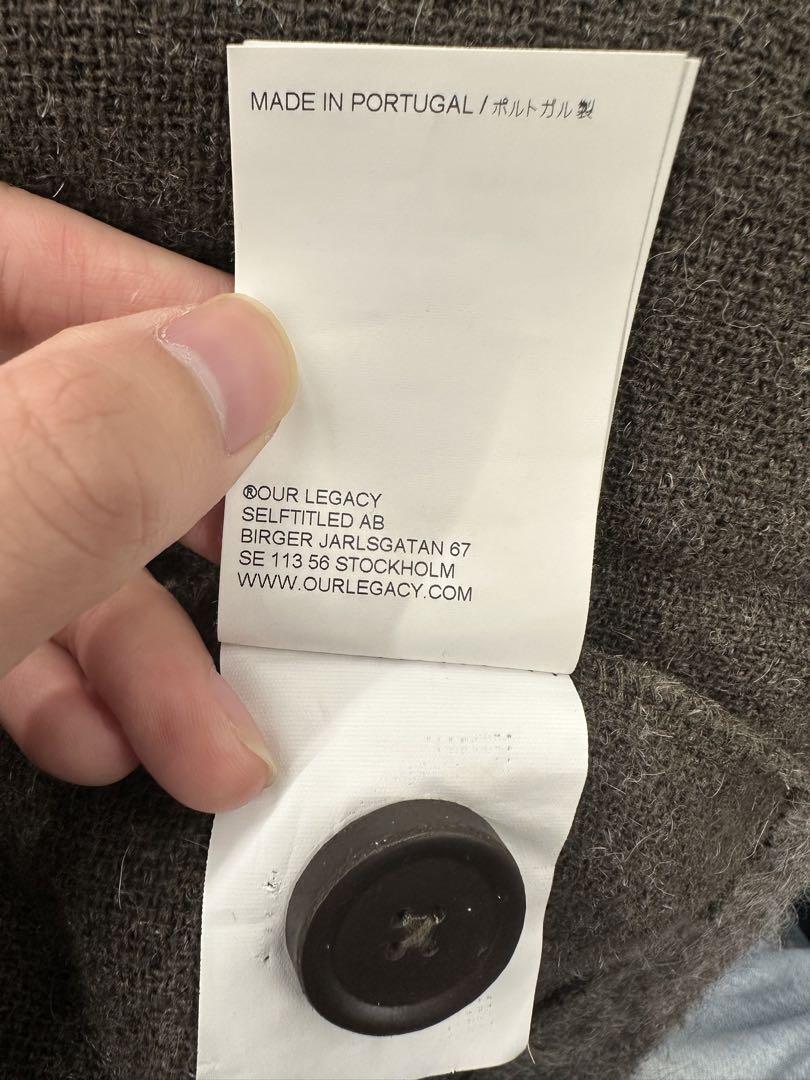 MADE IN PORTUGAL / ポルトガル製
®OUR LEGACY
SELFTITLED AB
BIRGER JARLSGATAN 67
SE 113 56 STOCKHOLM
WWW.OURLEGACY.COM